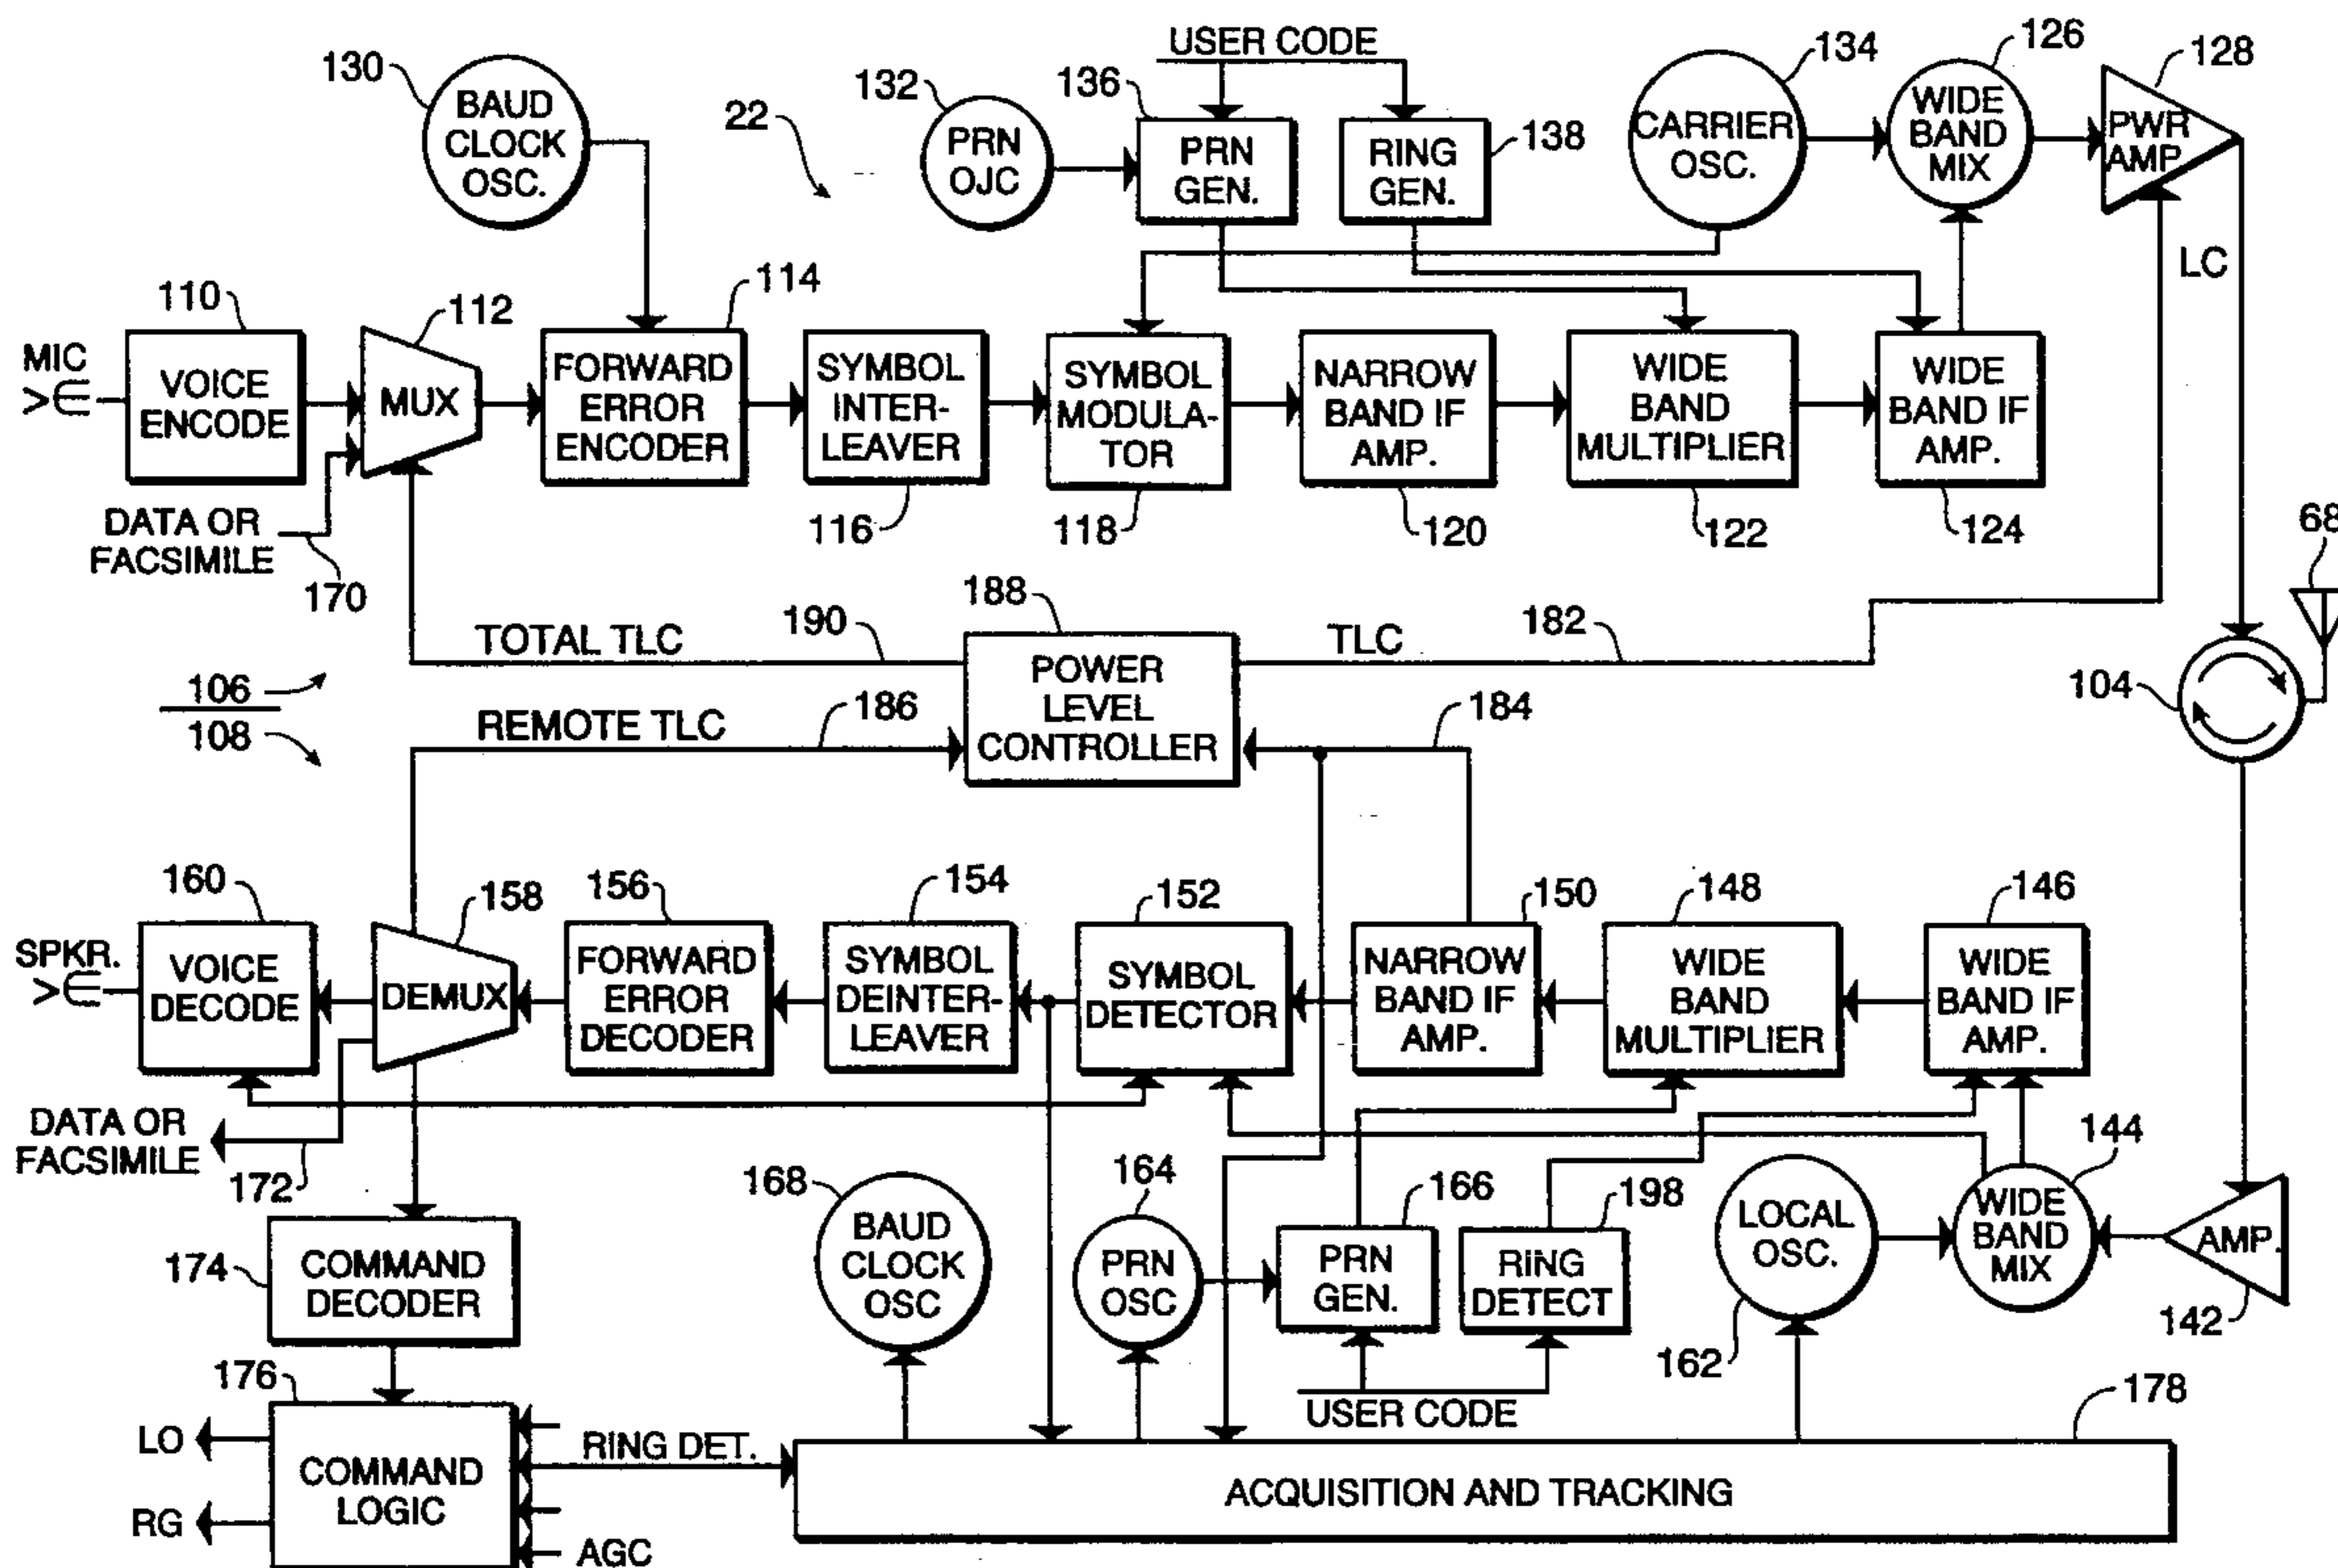 USER CODE
130
132
136
134
126
128
22
138
BAUD
CLOCK
OSC.
PRN
OJC
PRN
GEN.
RING
GEN.
CARRIER
OSC.
WIDE
BAND
MIX
PWR
AMP
LC
110
112
114
MIC
VOICE
ENCODE
MUX
FORWARD
ERROR
ENCODER
SYMBOL
INTER-
LEAVER
SYMBOL
MODULA-
TOR
NARROW
BAND IF
AMP.
WIDE
BAND
MULTIPLIER
WIDE
BAND IF
AMP.
DATA OR
FACSIMILE
170
116
118
120
122
124
68
188
TOTAL TLC
190
POWER
LEVEL
CONTROLLER
TLC
182
104
106
108
REMOTE TLC
186
184
160
158
156
154
152
150
148
146
SPKR.
VOICE
DECODE
DEMUX
FORWARD
ERROR
DECODER
SYMBOL
DEINTER-
LEAVER
SYMBOL
DETECTOR
NARROW
BAND IF
AMP.
WIDE
BAND
MULTIPLIER
WIDE
BAND IF
AMP.
DATA OR
FACSIMILE
172
168
164
166
198
144
BAUD
CLOCK
OSC
PRN
OSC
PRN
GEN.
RING
DETECT
LOCAL
OSC.
WIDE
BAND
MIX
AMP.
174
COMMAND
DECODER
162
142
176
USER CODE
178
LO
RG
COMMAND
LOGIC
RING DET.
AGC
ACQUISITION AND TRACKING